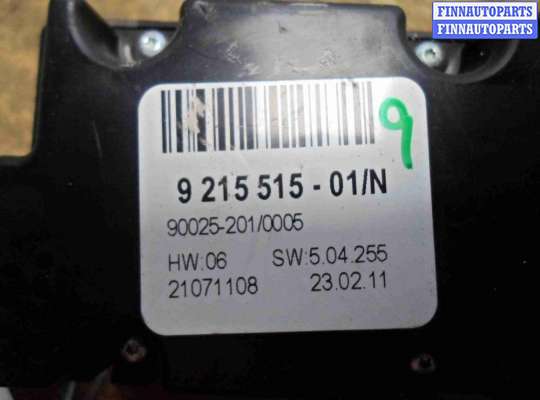 FINNAUTOPARTS
FINNAUTOPARTS
9
9 215 515 - 01/N
90025-201/0005
HW:06 SW:5.04.255
21071108 23.02.11